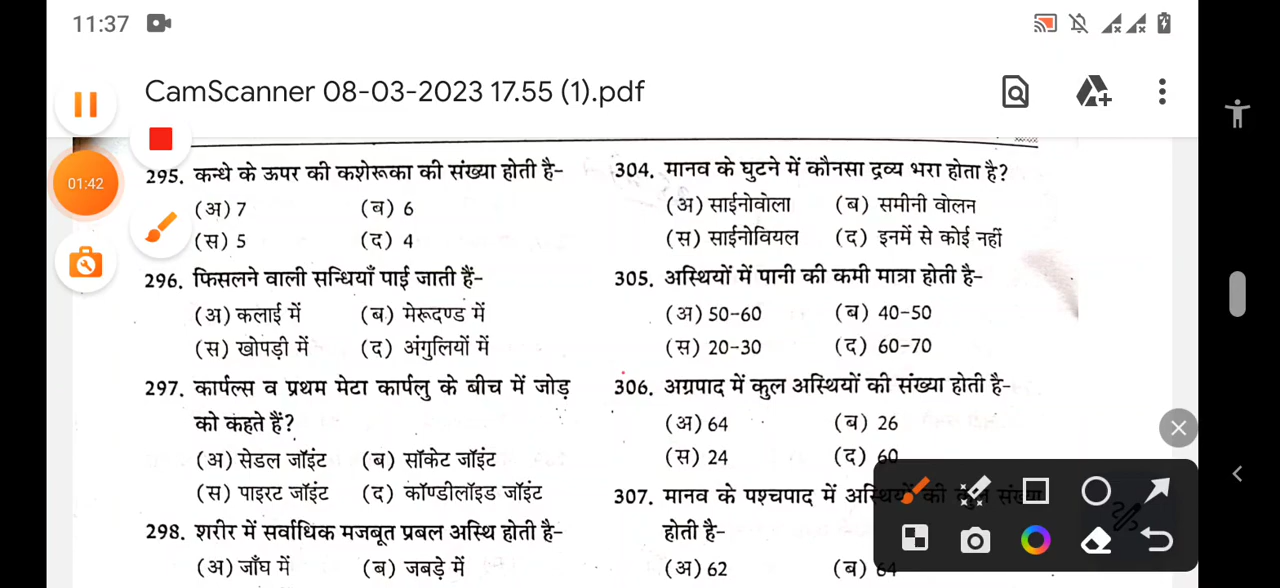 11:37
CamScanner 08-03-2023 17.55 (1).pdf
01:42
295. कन्धे के ऊपर की कशेरूका की संख्या होती है-
(अ) 7 (ब) 6
(स) 5 (द) 4
296. फिसलने वाली सन्धियाँ पाई जाती हैं-
(अ) कलाई में (ब) मेरूदण्ड में
(स) खोपड़ी में (द) अंगुलियों में
297. कार्पल्स व प्रथम मेटा कार्पलु के बीच में जोड़
को कहते हैं?
(अ) सेडल जॉइंट (ब) सॉकेट जॉइंट
(स) पाइरट जॉइंट (द) कॉण्डीलॉइड जॉइंट
298. शरीर में सर्वाधिक मजबूत प्रबल अस्थि होती है-
(अ) जाँघ में (ब) जबड़े में
304. मानव के घुटने में कौनसा द्रव्य भरा होता है?
(अ) साईनोवोला (ब) समीनी वोलन
(स) साईनोवियल (द) इनमें से कोई नहीं
305. अस्थियों में पानी की कमी मात्रा होती है-
(अ) 50-60 (ब) 40-50
(स) 20-30 (द) 60-70
306. अग्रपाद में कुल अस्थियों की संख्या होती है-
(अ) 64 (ब) 26
(स) 24 (द) 60
307. मानव के पश्चपाद में अस्थियों की कुल संख्या
होती है-
(अ) 62 (ब) 64